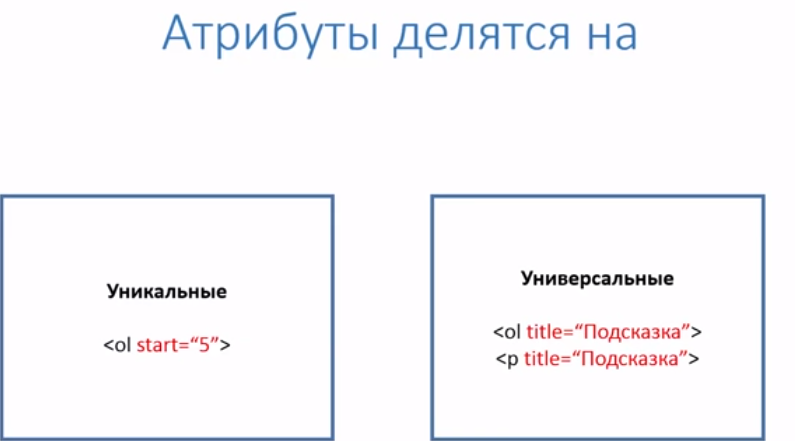 Атрибуты делятся на
Уникальные
<ol start=“5”>
Универсальные
<ol title=“Подсказка”>
<p title=“Подсказка”>